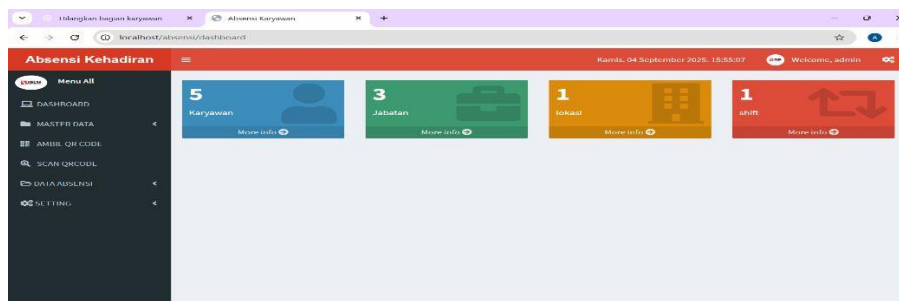 Hilangkan bagian karyawan
Absensi Karyawan
localhost/absensi/dashboard
Absensi Kehadiran
Kamis, 04 September 2025, 15:55:07
Welcome, admin
Menu All
DASHBOARD
MASTER DATA
AMBIL QR CODE
SCAN QRCODE
DATA ABSENSI
SETTING
5
Karyawan
More info
3
Jabatan
More info
1
lokasi
More info
1
shift
More info